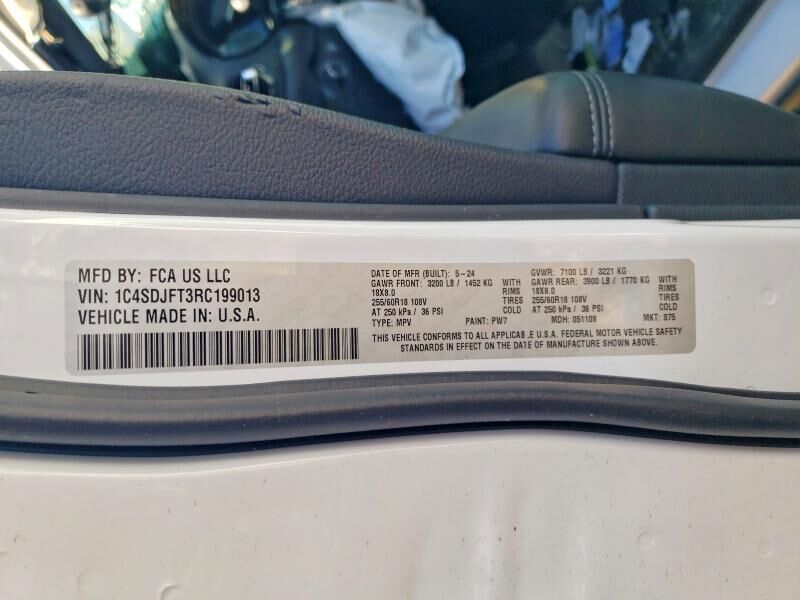 MFD BY: FCA US LLC
VIN: 1C4SDJFT3RC199013
VEHICLE MADE IN: U.S.A.
DATE OF MFR (BUILT): 5-24
GAWR FRONT: 3200 LB / 1452 KG WITH
18X8.0 RIMS
255/60R18 108V TIRES
AT 250 kPa / 36 PSI COLD
TYPE: MPV PAINT: PW7
GVWR: 7100 LB / 3221 KG
GAWR REAR: 3900 LB / 1770 KG WITH
18X8.0 RIMS
255/60R18 108V TIRES
AT 250 kPa / 36 PSI COLD
MDH: 051108 MKT: 875
THIS VEHICLE CONFORMS TO ALL APPLICAB.E U.S.A. FEDERAL MOTOR VEHICLE SAFETY
STANDARDS IN EFFECT ON THE DATE OF MANUFACTURE SHOWN ABOVE.